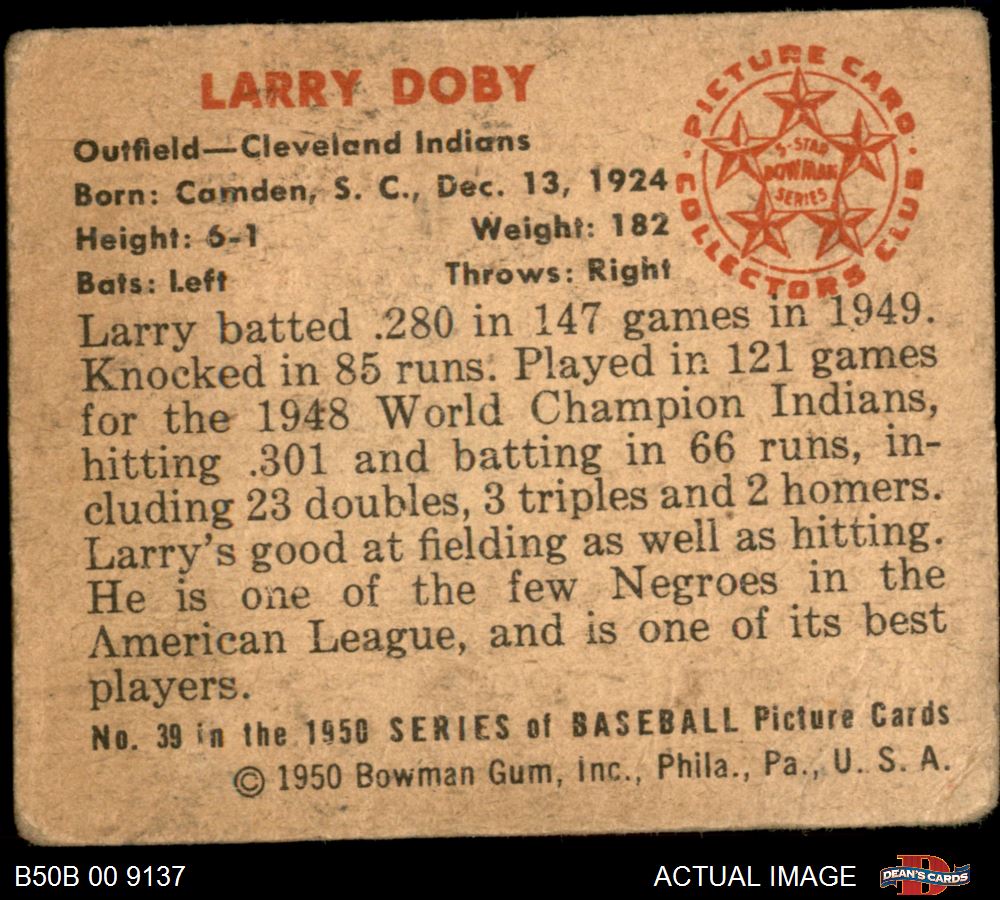 LARRY DOBY
Outfield—Cleveland Indians
Born: Camden, S. C., Dec. 13, 1924
Height: 6-1 Weight: 182
Bats: Left Throws: Right
PICTURE CARD
COLLECTORS CLUB
5-STAR
BOWMAN
SERIES
Larry batted .280 in 147 games in 1949.
Knocked in 85 runs. Played in 121 games
for the 1948 World Champion Indians,
hitting .301 and batting in 66 runs, in-
cluding 23 doubles, 3 triples and 2 homers.
Larry's good at fielding as well as hitting.
He is one of the few Negroes in the
American League, and is one of its best
players.
No. 39 in the 1950 SERIES of BASEBALL Picture Cards
© 1950 Bowman Gum, Inc., Phila., Pa., U. S. A.
B50B 00 9137
ACTUAL IMAGE
D
DEAN'S CARDS